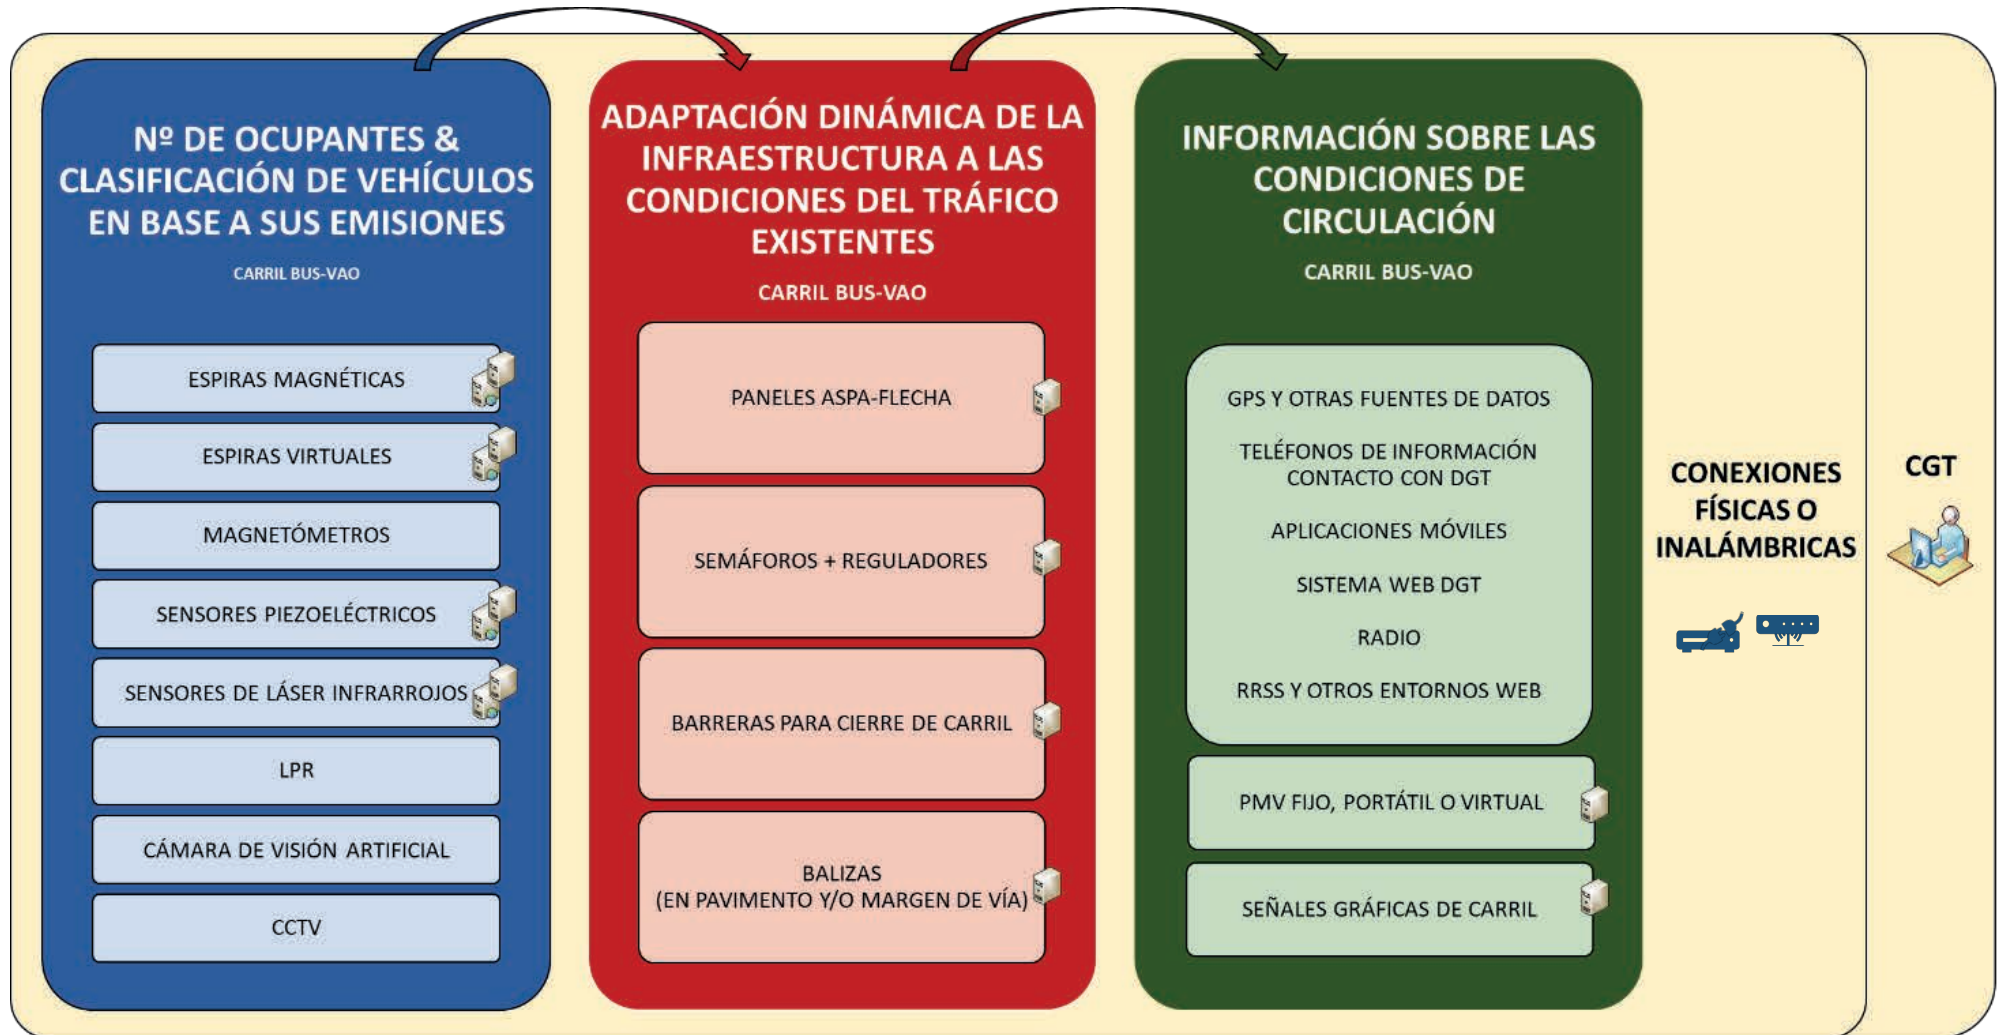 Nº DE OCUPANTES &
CLASIFICACIÓN DE VEHÍCULOS
EN BASE A SUS EMISIONES
CARRIL BUS-VAO
ESPIRAS MAGNÉTICAS
ESPIRAS VIRTUALES
MAGNETÓMETROS
SENSORES PIEZOELÉCTRICOS
SENSORES DE LÁSER INFRARROJOS
LPR
CÁMARA DE VISIÓN ARTIFICIAL
CCTV
ADAPTACIÓN DINÁMICA DE LA
INFRAESTRUCTURA A LAS
CONDICIONES DEL TRÁFICO
EXISTENTES
CARRIL BUS-VAO
PANELES ASPA-FLECHA
SEMÁFOROS + REGULADORES
BARRERAS PARA CIERRE DE CARRIL
BALIZAS
(EN PAVIMENTO Y/O MARGEN DE VÍA)
INFORMACIÓN SOBRE LAS
CONDICIONES DE
CIRCULACIÓN
CARRIL BUS-VAO
GPS Y OTRAS FUENTES DE DATOS
TELÉFONOS DE INFORMACIÓN
CONTACTO CON DGT
APLICACIONES MÓVILES
SISTEMA WEB DGT
RADIO
RRSS Y OTROS ENTORNOS WEB
PMV FIJO, PORTÁTIL O VIRTUAL
SEÑALES GRÁFICAS DE CARRIL
CONEXIONES
FÍSICAS O
INALÁMBRICAS
CGT